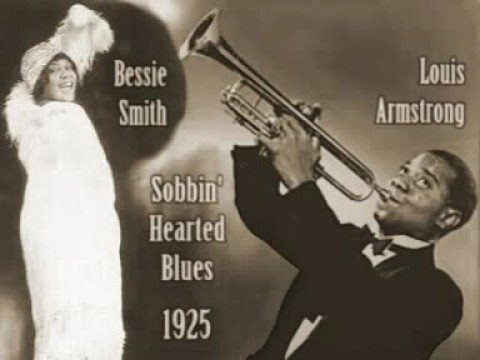 Bessie
Smith
Louis
Armstrong
Sobbin'
Hearted
Blues
1925